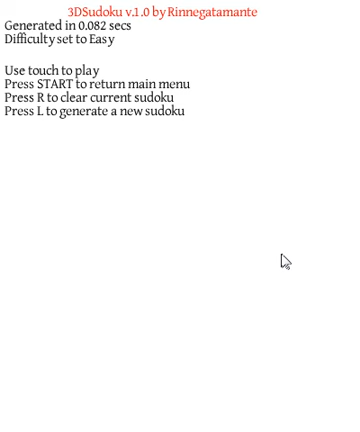 3DSudoku v.1.0 by Rinnegatamante
Generated in 0.082 secs
Difficulty set to Easy
Use touch to play
Press START to return main menu
Press R to clear current sudoku
Press L to generate a new sudoku